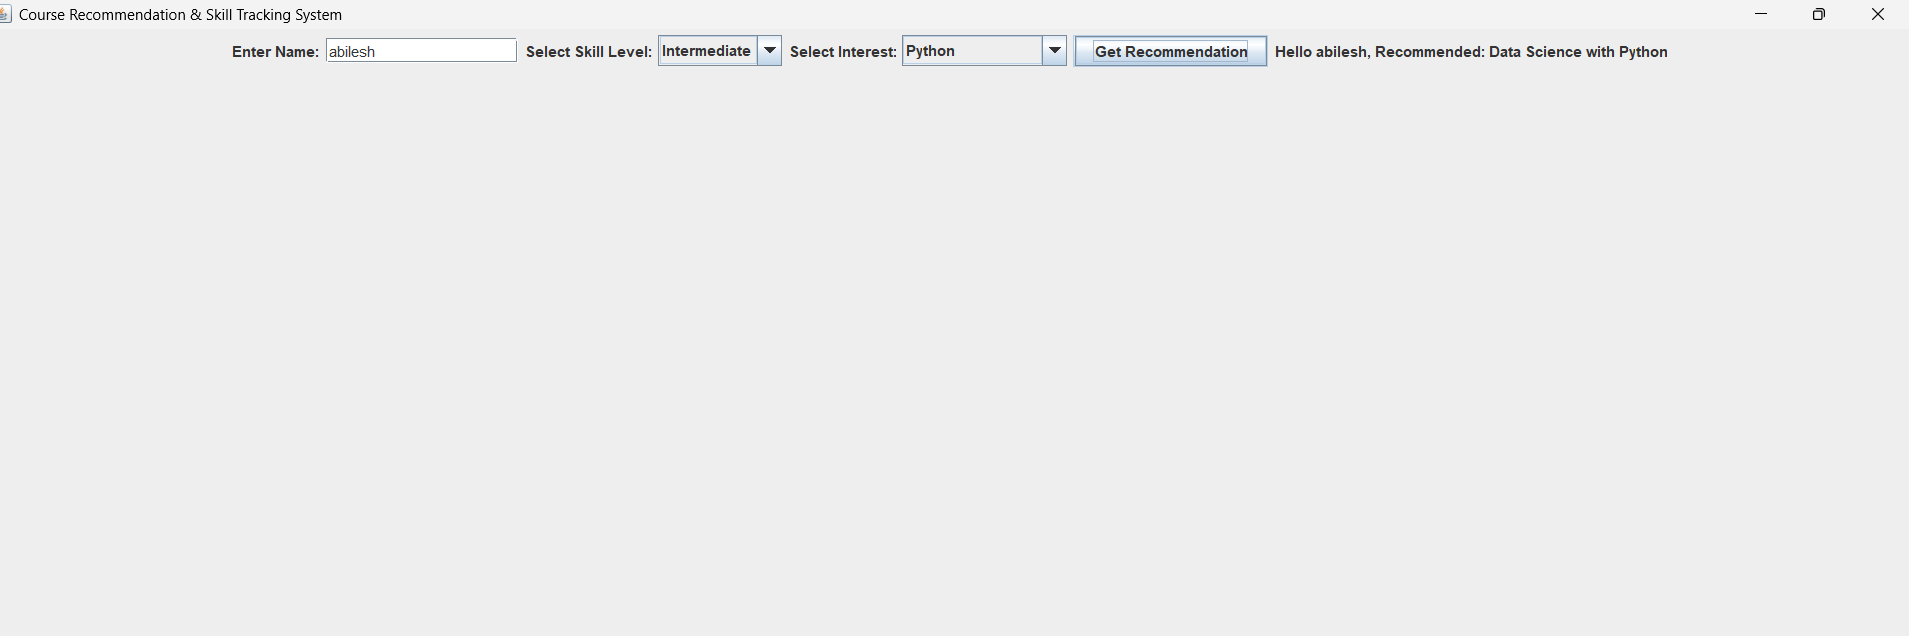 Course Recommendation & Skill Tracking System
Enter Name: abilesh Select Skill Level: Intermediate Select Interest: Python Get Recommendation Hello abilesh, Recommended: Data Science with Python